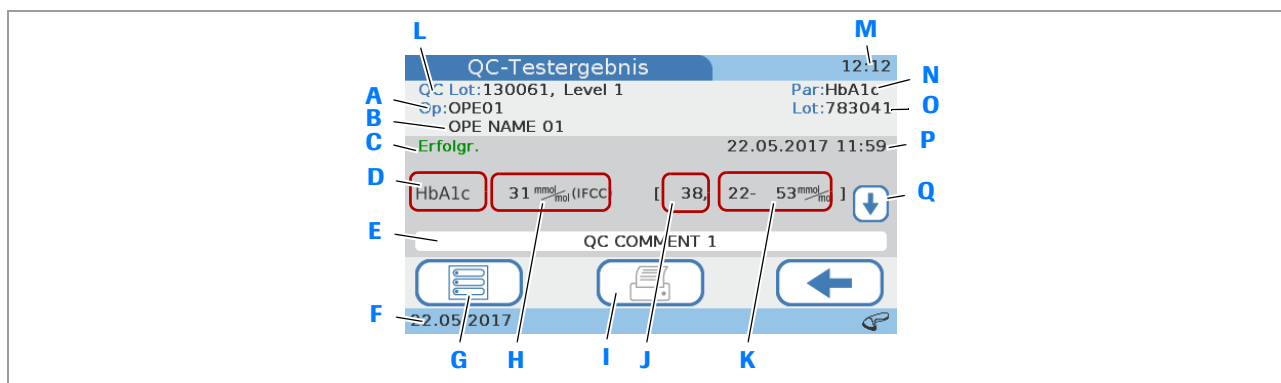 L
M
QC-Testergebnis 12:12
N
QC Lot:130061, Level 1 Par:HbA1c
A Op:OPE01 Lot:783041 O
B OPE NAME 01
C Erfolgr. 22.05.2017 11:59 P
D HbA1c 31 mmol/mol (IFCC) [ 38, 22- 53 mmol/mol ] Q
E QC COMMENT 1
F 22.05.2017
G H I J K